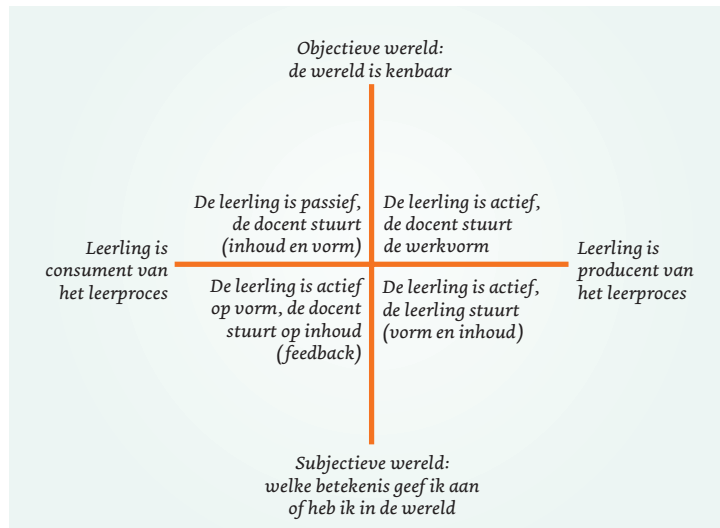 Objectieve wereld:
de wereld is kenbaar
De leerling is passief,
de docent stuurt
(inhoud en vorm)
De leerling is actief,
de docent stuurt
de werkvorm
Leerling is
consument van
het leerproces
Leerling is
producent van
het leerproces
De leerling is actief
op vorm, de docent
stuurt op inhoud
(feedback)
De leerling is actief,
de leerling stuurt
(vorm en inhoud)
Subjectieve wereld:
welke betekenis geef ik aan
of heb ik in de wereld